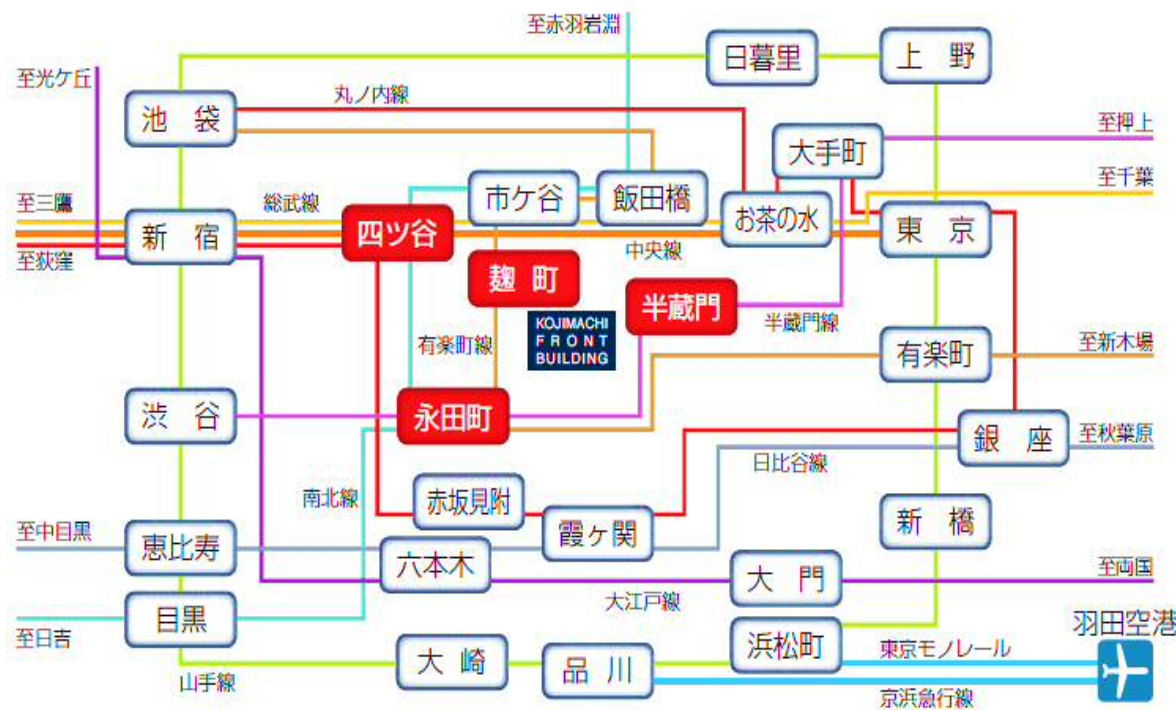 至赤羽岩淵
日暮里
上 野
至光ケ丘
丸ノ内線
池 袋
至押上
大手町
至千葉
市ケ谷
飯田橋
至三鷹
総武線
四ツ谷
お茶の水
新 宿
東 京
中央線
至荻窪
麹 町
半蔵門
半蔵門線
KOJIMACHI
FRONT
BUILDING
有楽町線
有楽町
至新木場
渋 谷
永田町
銀 座
至秋葉原
日比谷線
南北線
赤坂見附
新 橋
霞ヶ関
至中目黒
恵比寿
六本木
大 門
至両国
大江戸線
目黒
至日吉
羽田空港
浜松町
東京モノレール
大 崎
品 川
山手線
京浜急行線